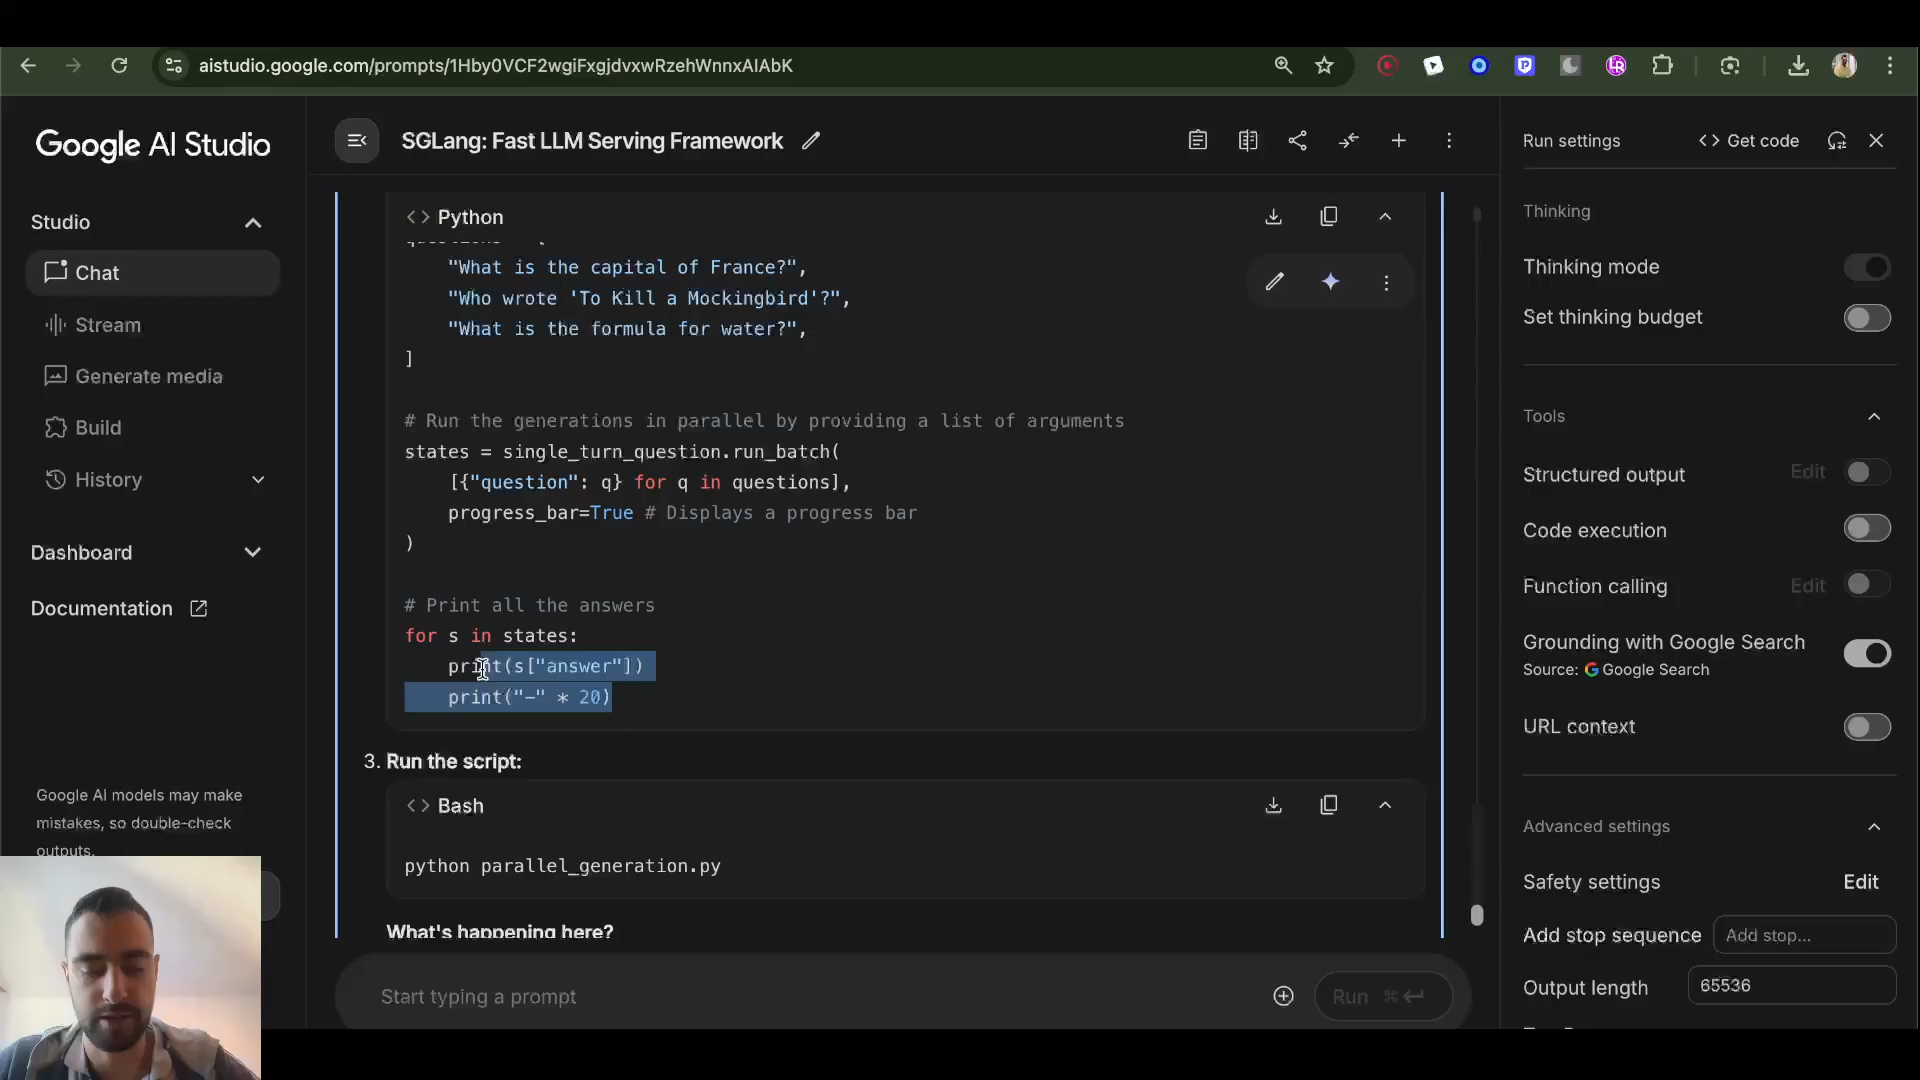 aistudio.google.com/prompts/1Hby0VCF2wgiFxgjdvxwRzehWnnxAlAbK
Google AI Studio
Studio
Chat
Stream
Generate media
Build
History
Dashboard
Documentation
Google AI models may make
mistakes, so double-check
outputs.
SGLang: Fast LLM Serving Framework
Python
"What is the capital of France?",
"Who wrote 'To Kill a Mockingbird'?",
"What is the formula for water?",
]
# Run the generations in parallel by providing a list of arguments
states = single_turn_question.run_batch(
[{"question": q} for q in questions],
progress_bar=True # Displays a progress bar
)
# Print all the answers
for s in states:
print(s["answer"])
print("-" * 20)
3. Run the script:
Bash
python parallel_generation.py
What's happening here?
Start typing a prompt
Run
Run settings
Get code
Thinking
Thinking mode
Set thinking budget
Tools
Structured output Edit
Code execution
Function calling Edit
Grounding with Google Search
Source: Google Search
URL context
Advanced settings
Safety settings Edit
Add stop sequence Add stop...
Output length 65536